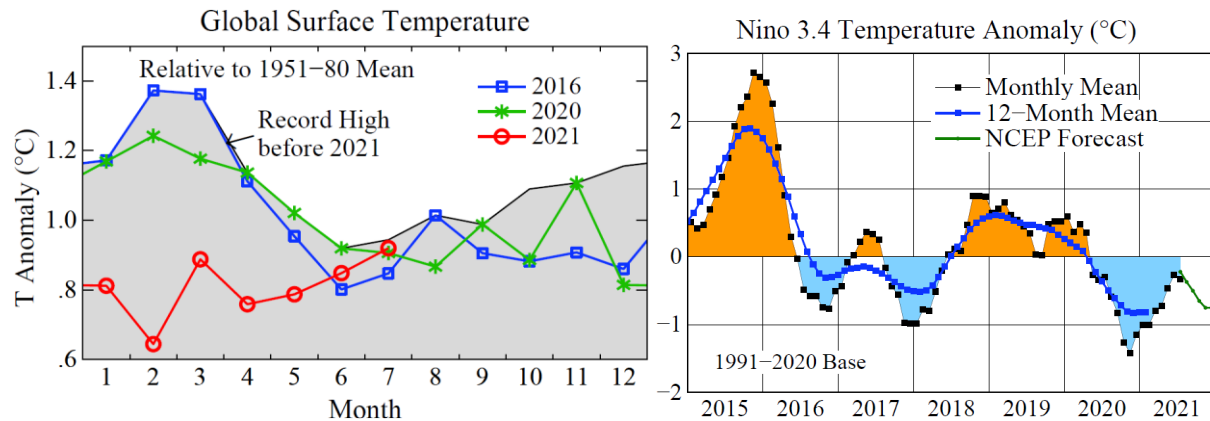 Global Surface Temperature
Relative to 1951−80 Mean
2016
2020
2021
Record High
before 2021
T Anomaly (°C)
1.4
1.2
1.0
.8
.6
1 2 3 4 5 6 7 8 9 10 11 12
Month
Nino 3.4 Temperature Anomaly (°C)
Monthly Mean
12−Month Mean
NCEP Forecast
3
2
1
0
−1
−2
1991−2020 Base
2015 2016 2017 2018 2019 2020 2021